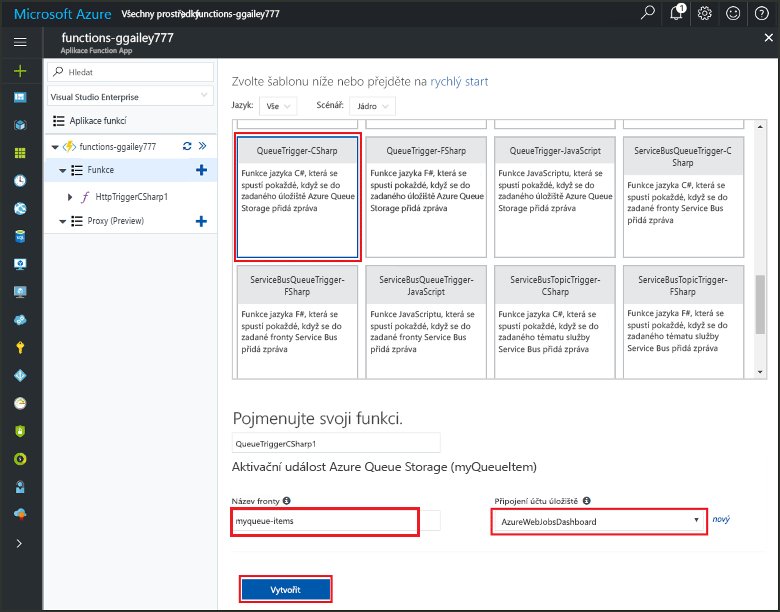 Microsoft Azure
Všechny prostředky
functions-ggailey777
1
functions-ggailey777
Aplikace Function App
Hledat
Visual Studio Enterprise
Aplikace funkcí
functions-ggailey777
Funkce
HttpTriggerCSharp1
Proxy (Preview)
Zvolte šablonu níže nebo přejděte na rychlý start
Jazyk: Vše Scénář: Jádro
QueueTrigger-CSharp
Funkce jazyka C#, která se
spustí pokaždé, když se do
zadaného úložiště Azure Queue
Storage přidá zpráva
QueueTrigger-FSharp
Funkce jazyka F#, která se
spustí pokaždé, když se do
zadaného úložiště Azure Queue
Storage přidá zpráva
QueueTrigger-JavaScript
Funkce JavaScriptu, která se
spustí pokaždé, když se do
zadaného úložiště Azure Queue
Storage přidá zpráva
ServiceBusQueueTrigger-C
Sharp
Funkce jazyka C#, která se
spustí pokaždé, když se do
zadané fronty Service Bus
přidá zpráva
ServiceBusQueueTrigger-
FSharp
Funkce jazyka F#, která se
spustí pokaždé, když se do
zadané fronty Service Bus
přidá zpráva
ServiceBusQueueTrigger-
JavaScript
Funkce JavaScriptu, která se
spustí pokaždé, když se do
zadané fronty Service Bus
přidá zpráva
ServiceBusTopicTrigger-
CSharp
Funkce jazyka C#, která se
spustí pokaždé, když se do
zadaného tématu služby
Service Bus přidá zpráva
ServiceBusTopicTrigger-
FSharp
Funkce jazyka F#, která se
spustí pokaždé, když se do
zadaného tématu služby
Service Bus přidá zpráva
Pojmenujte svoji funkci.
QueueTriggerCSharp1
Aktivační událost Azure Queue Storage (myQueueItem)
Název fronty
myqueue-items
Připojení účtu úložiště
AzureWebJobsDashboard
nový
Vytvořit